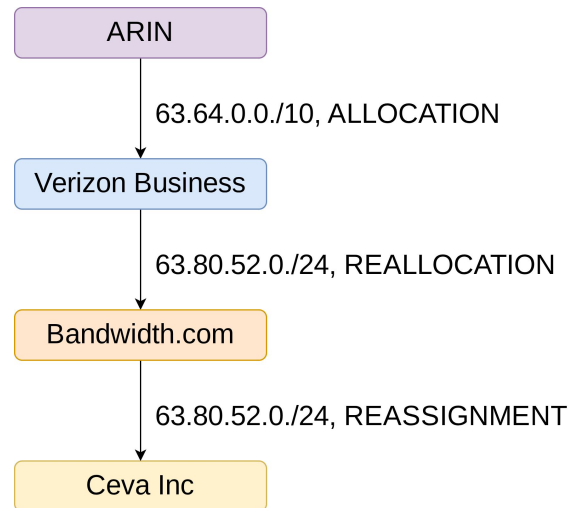 ARIN
63.64.0.0./10, ALLOCATION
Verizon Business
63.80.52.0./24, REALLOCATION
Bandwidth.com
63.80.52.0./24, REASSIGNMENT
Ceva Inc